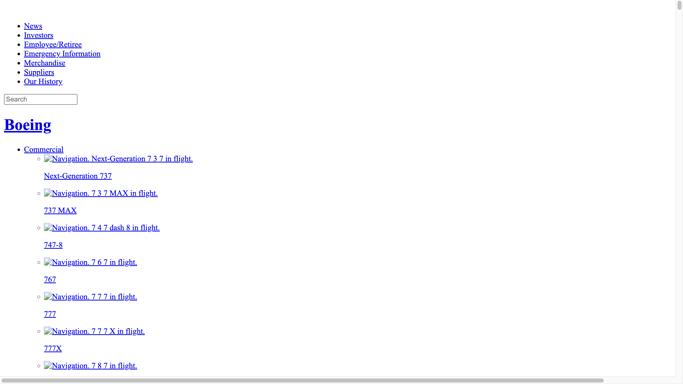 News
Investors
Employee/Retiree
Emergency Information
Merchandise
Suppliers
Our History
Search
Boeing
Commercial
Navigation. Next-Generation 7 3 7 in flight.
Next-Generation 737
Navigation. 7 3 7 MAX in flight.
737 MAX
Navigation. 7 4 7 dash 8 in flight.
747-8
Navigation. 7 6 7 in flight.
767
Navigation. 7 7 7 in flight.
777
Navigation. 7 7 7 X in flight.
777X
Navigation. 7 8 7 in flight.